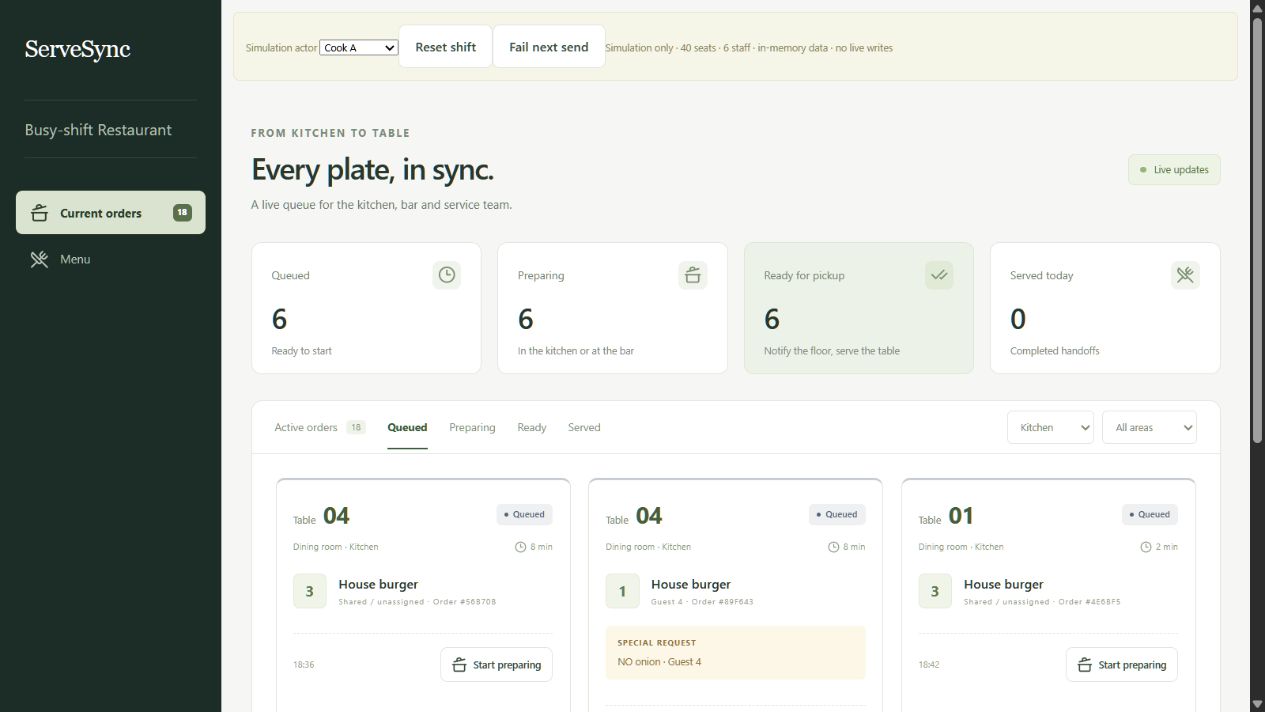 ServeSync
Busy-shift Restaurant
Current orders 18
Menu
Simulation actor Cook A Reset shift Fail next send Simulation only · 40 seats · 6 staff · in-memory data · no live writes
FROM KITCHEN TO TABLE
Every plate, in sync.
A live queue for the kitchen, bar and service team.
Live updates
Queued
6
Ready to start
Preparing
6
In the kitchen or at the bar
Ready for pickup
6
Notify the floor, serve the table
Served today
0
Completed handoffs
Active orders 18 Queued Preparing Ready Served Kitchen All areas
Table 04 Queued
Dining room · Kitchen 8 min
3 House burger
Shared / unassigned · Order #56B70B
18:36 Start preparing
Table 04 Queued
Dining room · Kitchen 8 min
1 House burger
Guest 4 · Order #89F643
SPECIAL REQUEST
NO onion · Guest 4
Table 01 Queued
Dining room · Kitchen 2 min
3 House burger
Shared / unassigned · Order #4E6BF5
18:42 Start preparing